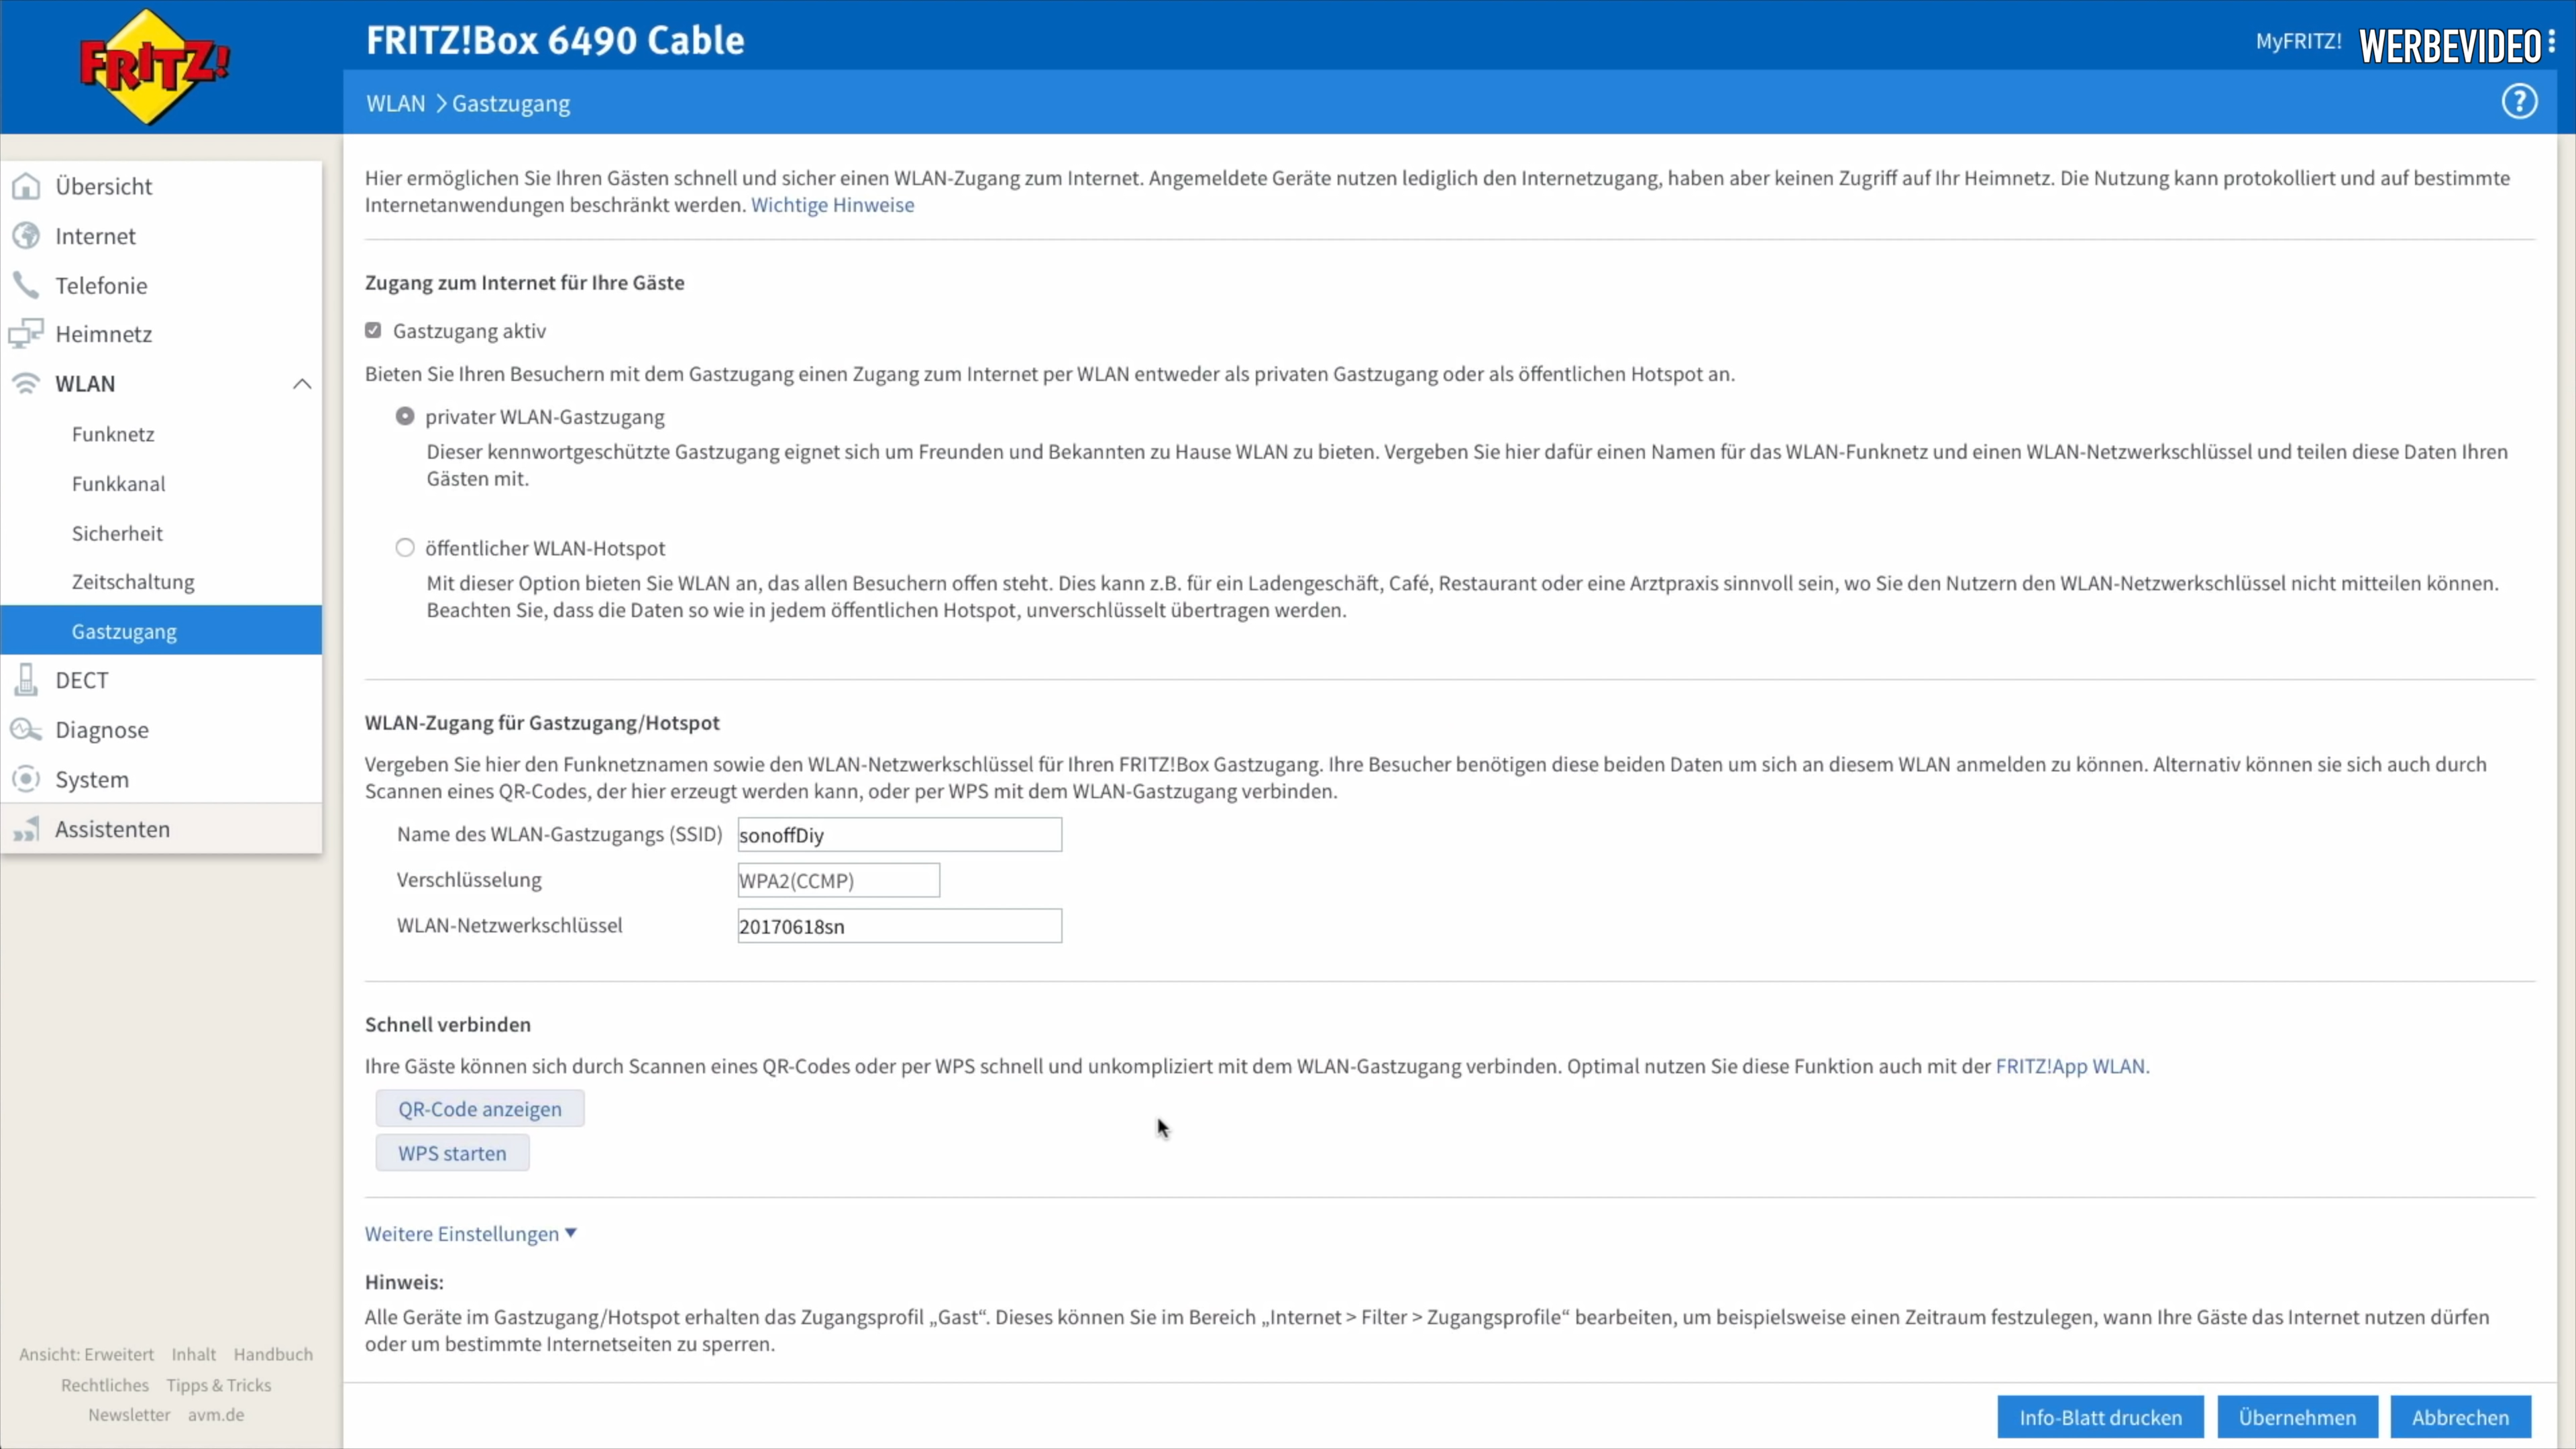 FRITZ!
FRITZ!Box 6490 Cable
MyFRITZ!
WERBEVIDEO
WLAN > Gastzugang
?
Übersicht
Internet
Telefonie
Heimnetz
WLAN
Funknetz
Funkkanal
Sicherheit
Zeitschaltung
Gastzugang
DECT
Diagnose
System
Assistenten
Ansicht: Erweitert Inhalt Handbuch
Rechtliches Tipps & Tricks
Newsletter avm.de
Hier ermöglichen Sie Ihren Gästen schnell und sicher einen WLAN-Zugang zum Internet. Angemeldete Geräte nutzen lediglich den Internetzugang, haben aber keinen Zugriff auf Ihr Heimnetz. Die Nutzung kann protokolliert und auf bestimmte
Internetanwendungen beschränkt werden. Wichtige Hinweise
Zugang zum Internet für Ihre Gäste
Gastzugang aktiv
Bieten Sie Ihren Besuchern mit dem Gastzugang einen Zugang zum Internet per WLAN entweder als privaten Gastzugang oder als öffentlichen Hotspot an.
privater WLAN-Gastzugang
Dieser kennwortgeschützte Gastzugang eignet sich um Freunden und Bekannten zu Hause WLAN zu bieten. Vergeben Sie hier dafür einen Namen für das WLAN-Funknetz und einen WLAN-Netzwerkschlüssel und teilen diese Daten Ihren
Gästen mit.
öffentlicher WLAN-Hotspot
Mit dieser Option bieten Sie WLAN an, das allen Besuchern offen steht. Dies kann z.B. für ein Ladengeschäft, Café, Restaurant oder eine Arztpraxis sinnvoll sein, wo Sie den Nutzern den WLAN-Netzwerkschlüssel nicht mitteilen können.
Beachten Sie, dass die Daten so wie in jedem öffentlichen Hotspot, unverschlüsselt übertragen werden.
WLAN-Zugang für Gastzugang/Hotspot
Vergeben Sie hier den Funknetznamen sowie den WLAN-Netzwerkschlüssel für Ihren FRITZ!Box Gastzugang. Ihre Besucher benötigen diese beiden Daten um sich an diesem WLAN anmelden zu können. Alternativ können sie sich auch durch
Scannen eines QR-Codes, der hier erzeugt werden kann, oder per WPS mit dem WLAN-Gastzugang verbinden.
Name des WLAN-Gastzugangs (SSID) sonoffDiy
Verschlüsselung WPA2(CCMP)
WLAN-Netzwerkschlüssel 20170618sn
Schnell verbinden
Ihre Gäste können sich durch Scannen eines QR-Codes oder per WPS schnell und unkompliziert mit dem WLAN-Gastzugang verbinden. Optimal nutzen Sie diese Funktion auch mit der FRITZ!App WLAN.
QR-Code anzeigen
WPS starten
Weitere Einstellungen
Hinweis:
Alle Geräte im Gastzugang/Hotspot erhalten das Zugangsprofil „Gast“. Dieses können Sie im Bereich „Internet > Filter > Zugangsprofile“ bearbeiten, um beispielsweise einen Zeitraum festzulegen, wann Ihre Gäste das Internet nutzen dürfen
oder um bestimmte Internetseiten zu sperren.
Info-Blatt drucken Übernehmen Abbrechen